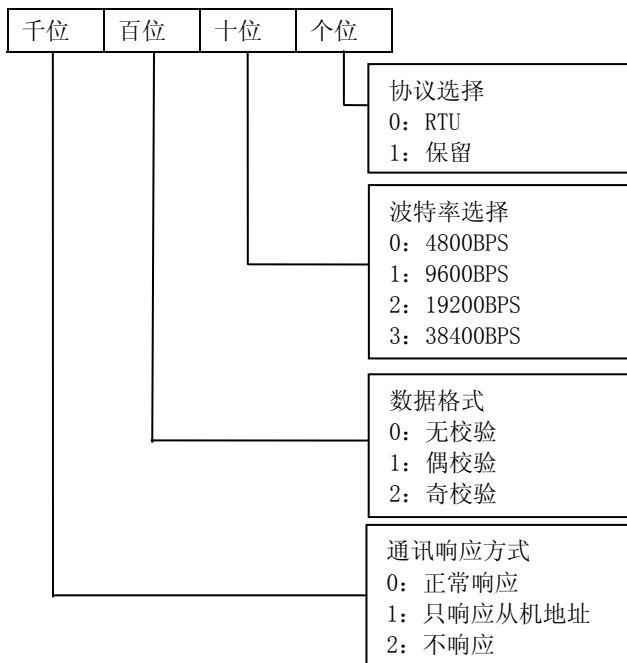 千位 百位 十位 个位
协议选择
0：RTU
1：保留
波特率选择
0：4800BPS
1：9600BPS
2：19200BPS
3：38400BPS
数据格式
0：无校验
1：偶校验
2：奇校验
通讯响应方式
0：正常响应
1：只响应从机地址
2：不响应